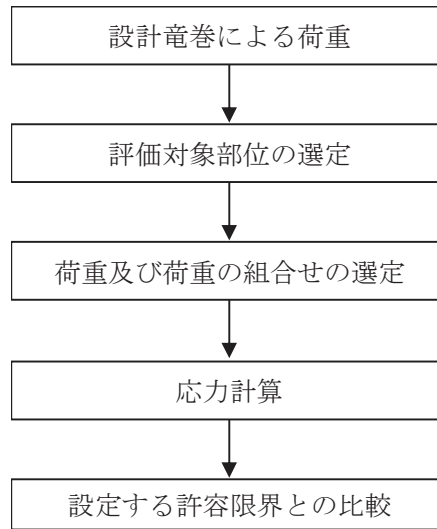 設計竜巻による荷重
評価対象部位の選定
荷重及び荷重の組合せの選定
応力計算
設定する許容限界との比較